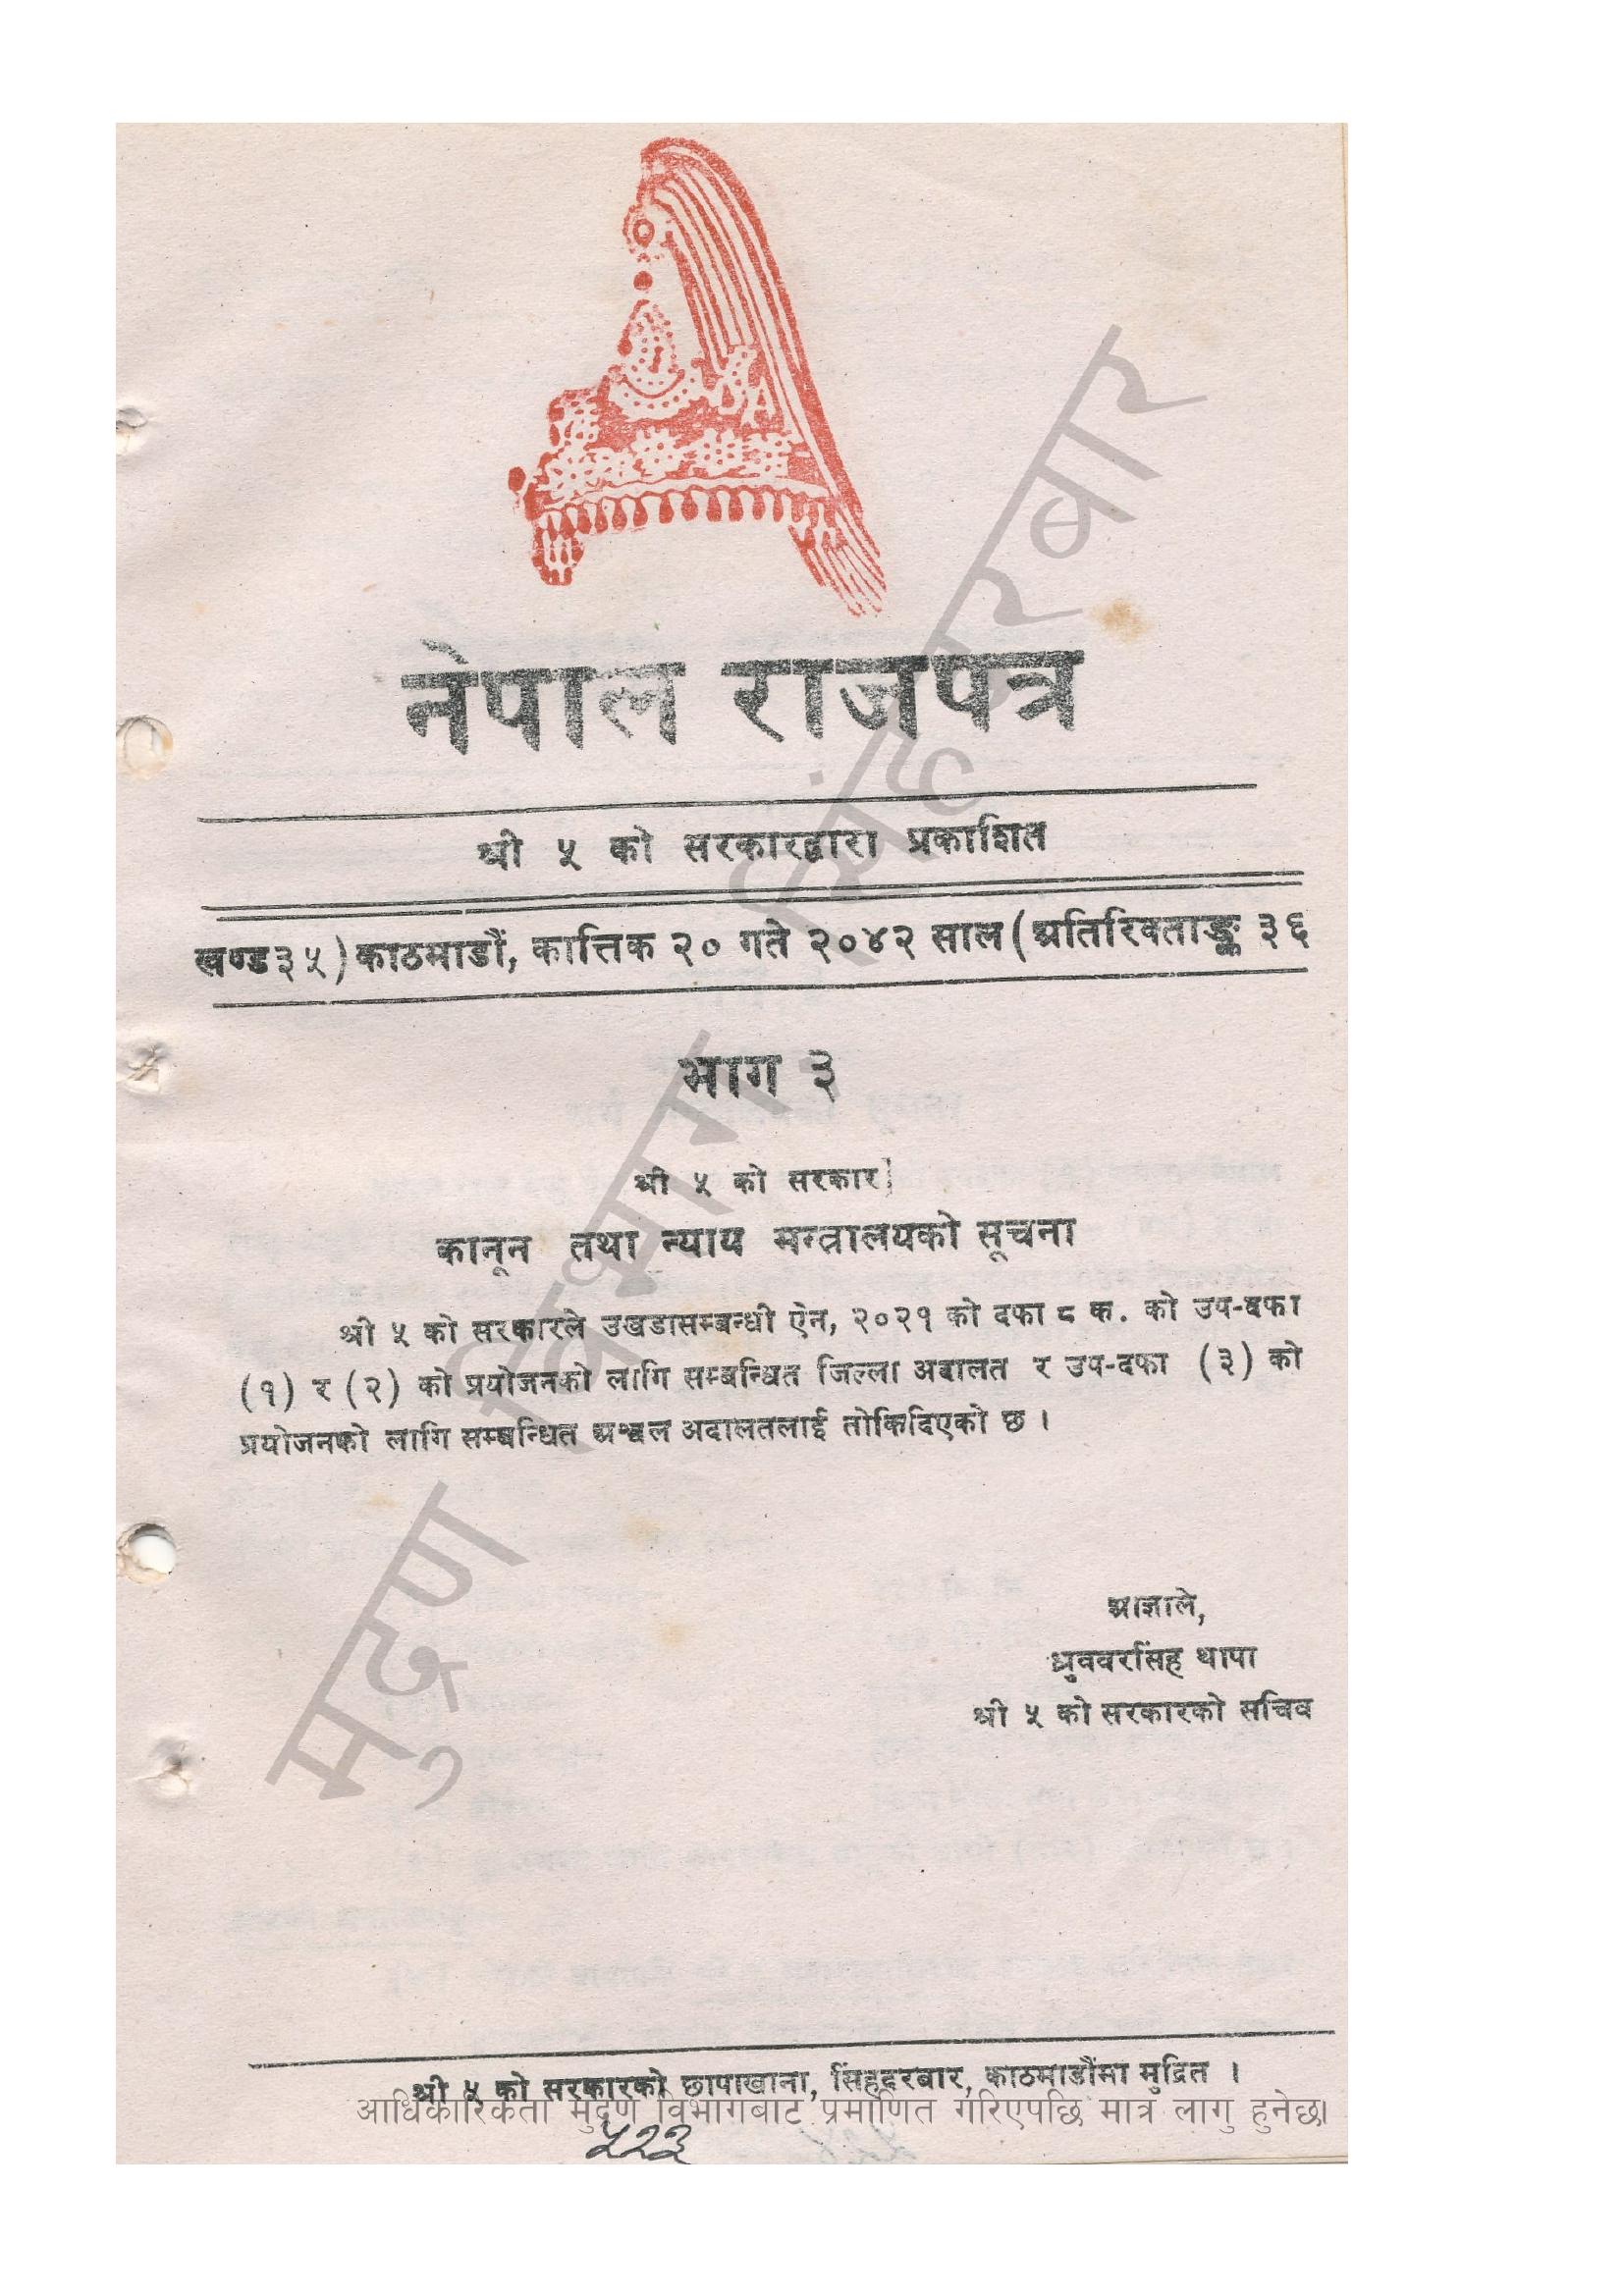 नेपाल राजपत्र
श्री ५ को सरकारद्वारा प्रकाशित
खण्ड ३५) काठमाडौं, कात्तिक २० गते २०४२ साल (अतिरिक्ताङ्क ३६
भाग ३
श्री ५ को सरकार
कानून तथा न्याय मन्त्रालयको सूचना
श्री ५ को सरकारले उखडासम्बन्धी ऐन, २०२१ को दफा ८ क. को उप-दफा
(१) र (२) को प्रयोजनको लागि सम्बन्धित जिल्ला अदालत र उप-दफा (३) को
प्रयोजनको लागि सम्बन्धित अञ्चल अदालतलाई तोकिदिएको छ ।
आज्ञाले,
ध्रुववरसिंह थापा
श्री ५ को सरकारको सचिव
श्री ५ को सरकारको छापाखाना, सिंहदरबार, काठमाडौंमा मुद्रित ।
आधिकारिकता मुद्रण विभागबाट प्रमाणित गरिएपछि मात्र लागु हुनेछ।
५२३
मुद्रण विभाग, सिंहदरबार